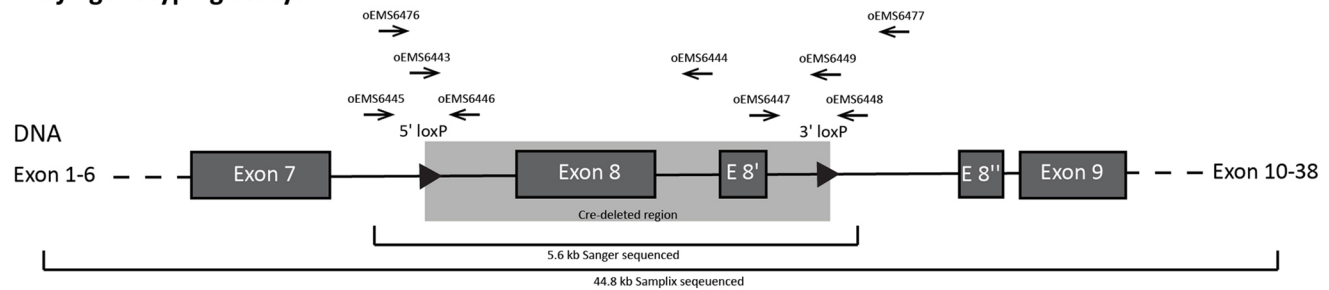 oEMS6476
oEMS6477
oEMS6443
oEMS6444
oEMS6449
oEMS6445
oEMS6446
oEMS6447
oEMS6448
DNA
5' loxP
3' loxP
Exon 1-6
Exon 7
Exon 8
E 8'
E 8''
Exon 9
Exon 10-38
Cre-deleted region
5.6 kb Sanger sequenced
44.8 kb Samplix seqeuenced